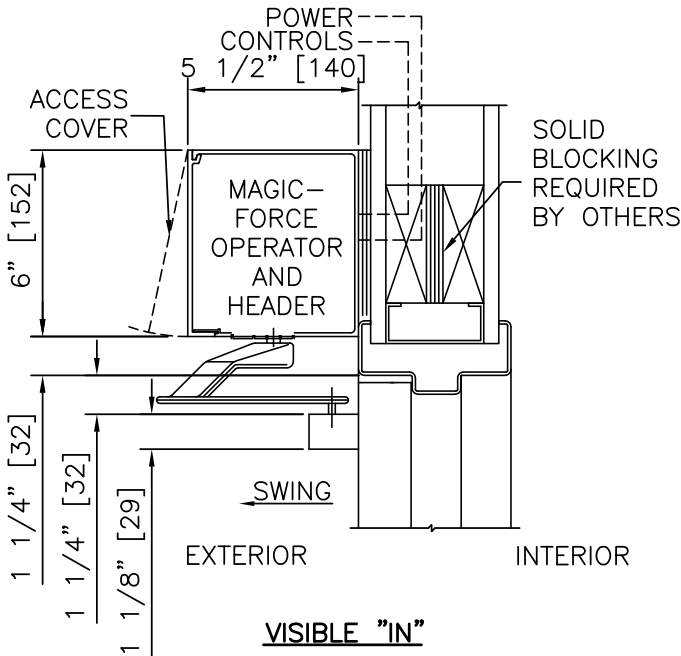 POWER
CONTROLS
5 1/2" [140]
ACCESS
COVER
SOLID
BLOCKING
REQUIRED
BY OTHERS
MAGIC-
FORCE
OPERATOR
AND
HEADER
6" [152]
1 1/4" [32]
1 1/4" [32]
1 1/8" [29]
SWING
EXTERIOR
INTERIOR
VISIBLE "IN"